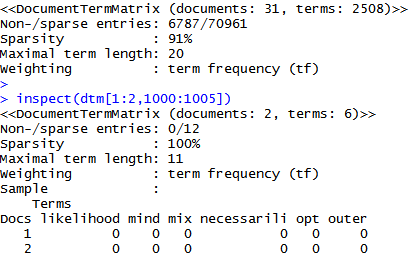 <<DocumentTermMatrix (documents: 31, terms: 2508)>>
Non-/sparse entries: 6787/70961
Sparsity           : 91%
Maximal term length: 20
Weighting          : term frequency (tf)
>
> inspect(dtm[1:2,1000:1005])
<<DocumentTermMatrix (documents: 2, terms: 6)>>
Non-/sparse entries: 0/12
Sparsity           : 100%
Maximal term length: 11
Weighting          : term frequency (tf)
Sample             :
    Terms
Docs likelihood mind mix necessarili opt outer
   1          0    0   0           0   0     0
   2          0    0   0           0   0     0